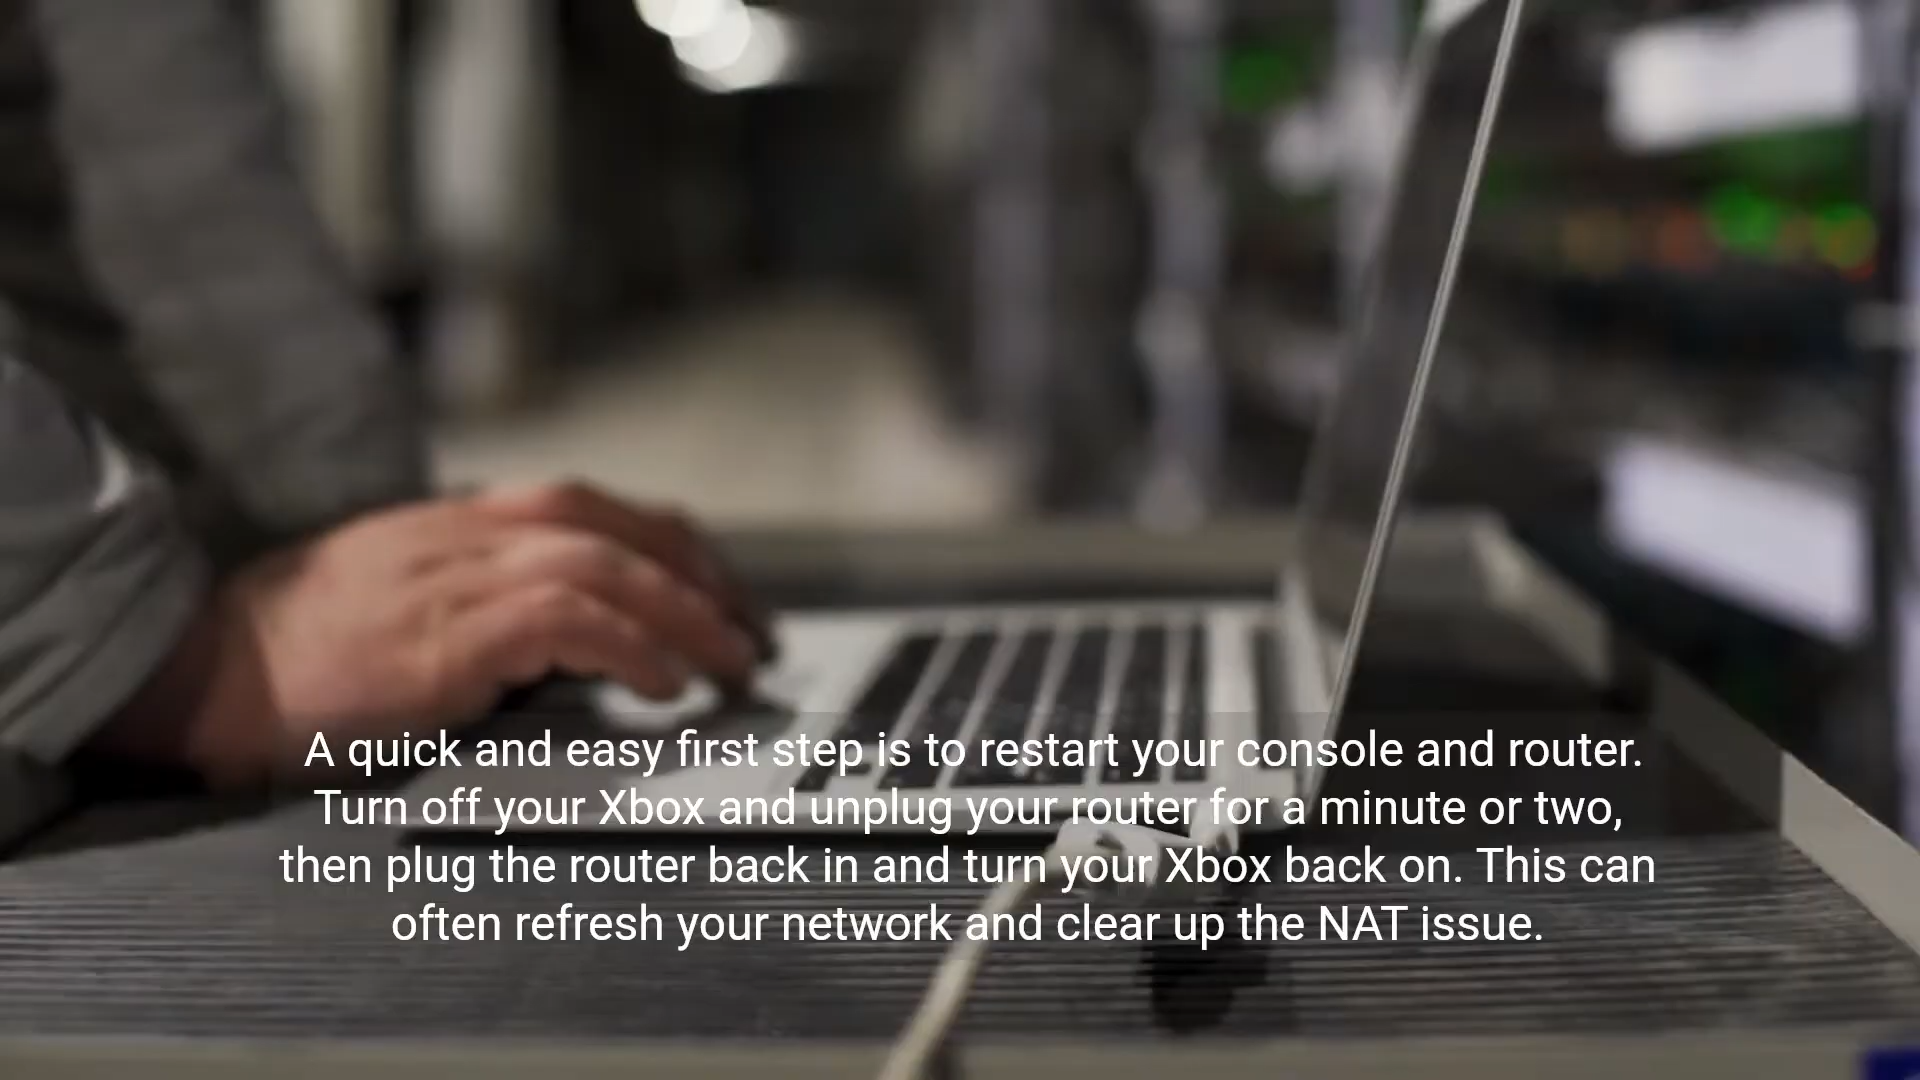 A quick and easy first step is to restart your console and router.
Turn off your Xbox and unplug your router for a minute or two,
then plug the router back in and turn your Xbox back on. This can
often refresh your network and clear up the NAT issue.